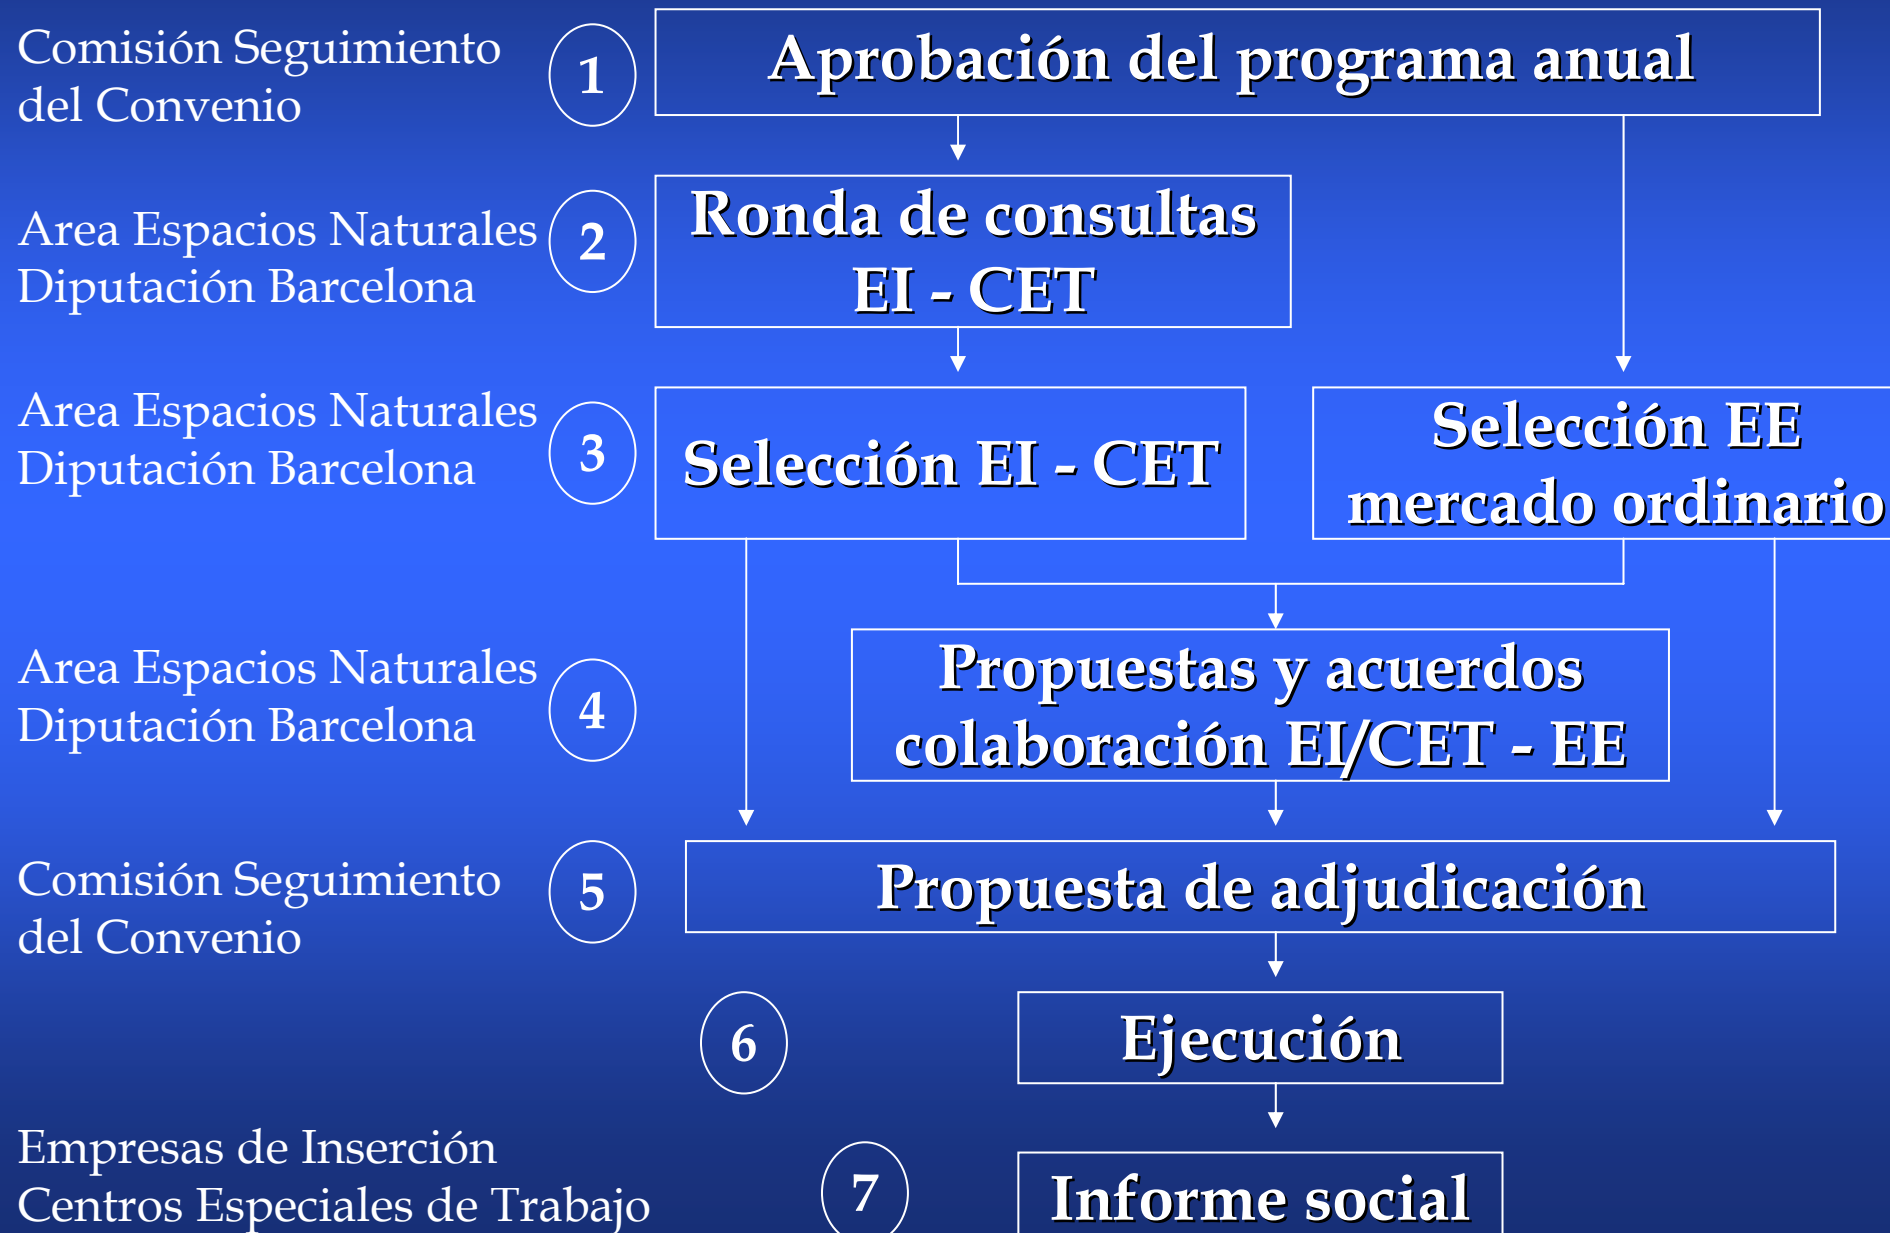 Comisión Seguimiento
del Convenio
1
Aprobación del programa anual
Area Espacios Naturales
Diputación Barcelona
2
Ronda de consultas
EI - CET
Area Espacios Naturales
Diputación Barcelona
3
Selección EI - CET
Selección EE
mercado ordinario
Area Espacios Naturales
Diputación Barcelona
4
Propuestas y acuerdos
colaboración EI/CET - EE
Comisión Seguimiento
del Convenio
5
Propuesta de adjudicación
6
Ejecución
Empresas de Inserción
Centros Especiales de Trabajo
7
Informe social